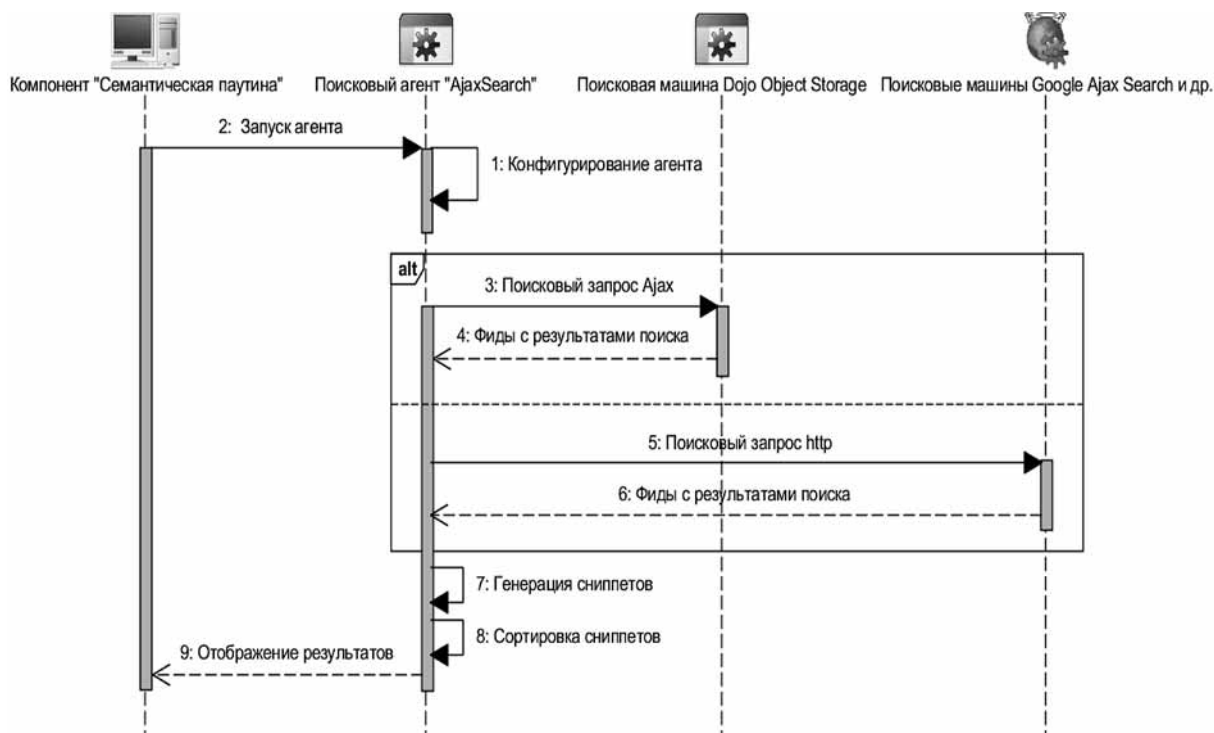 Компонент "Семантическая паутина"
Поисковый агент "AjaxSearch"
Поисковая машина Dojo Object Storage
Поисковые машины Google Ajax Search и др.
2: Запуск агента
1: Конфигурирование агента
alt
3: Поисковый запрос Ajax
4: Фиды с результатами поиска
5: Поисковый запрос http
6: Фиды с результатами поиска
7: Генерация сниппетов
8: Сортировка сниппетов
9: Отображение результатов